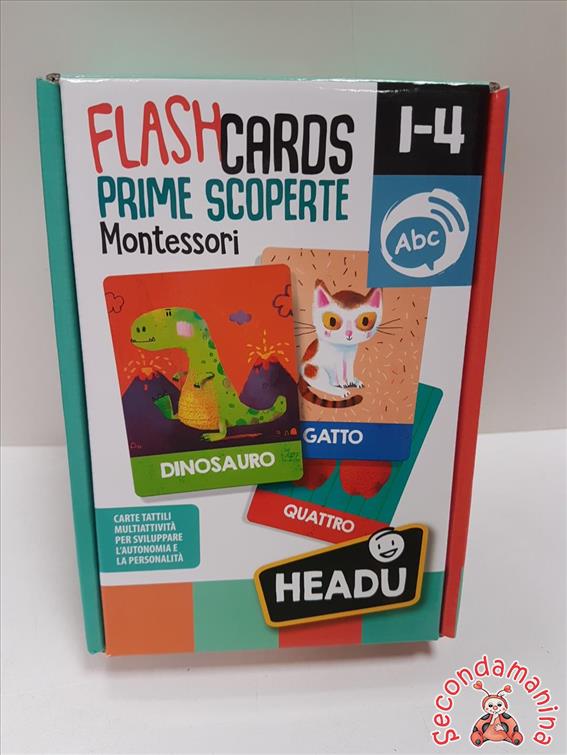 FLASHCARDS
PRIME SCOPERTE
Montessori
1-4
Abc
DINOSAURO
GATTO
QUATTRO
CARTE TATTILI
MULTIATTIVITÀ
PER SVILUPPARE
L'AUTONOMIA E
LA PERSONALITÀ
HEADU
Secondamanina